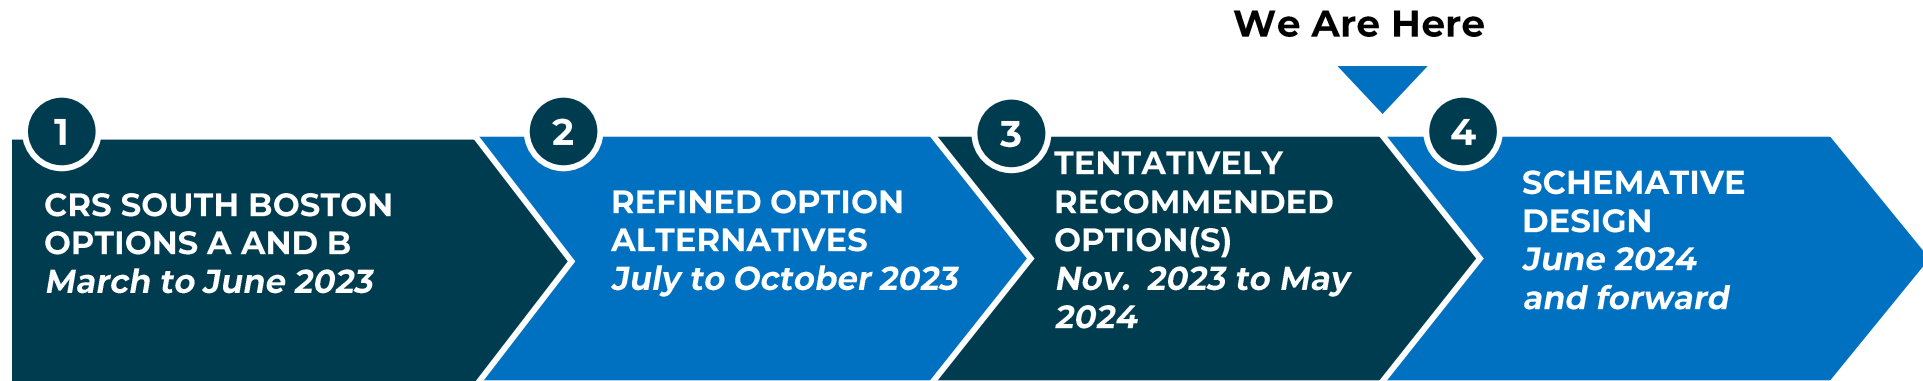 We Are Here
1
CRS SOUTH BOSTON
OPTIONS A AND B
March to June 2023
2
REFINED OPTION
ALTERNATIVES
July to October 2023
3
TENTATIVELY
RECOMMENDED
OPTION(S)
Nov. 2023 to May
2024
4
SCHEMATIVE
DESIGN
June 2024
and forward